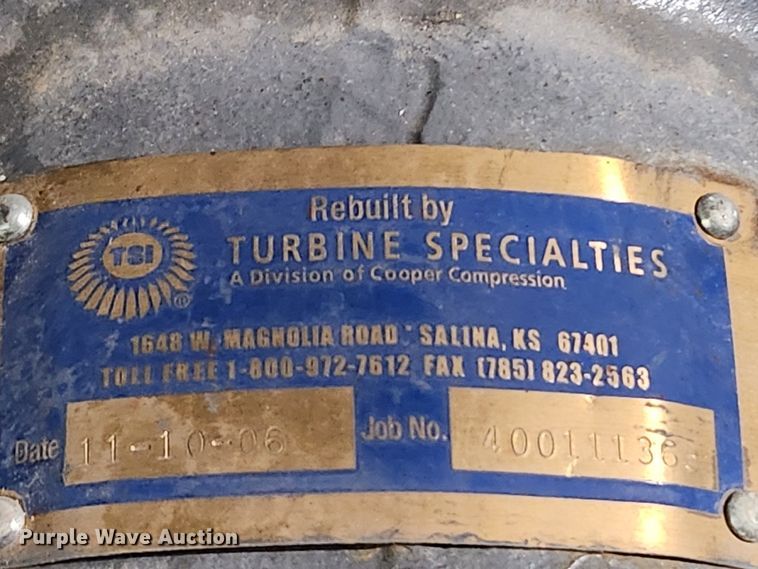 Rebuilt by
TSI
®
TURBINE SPECIALTIES
A Division of Cooper Compression
1648 W. MAGNOLIA ROAD SALINA, KS 67401
TOLL FREE 1-800-972-7612 FAX (785) 823-2563
Date 11-10-06 Job No. 40011136
Purple Wave Auction